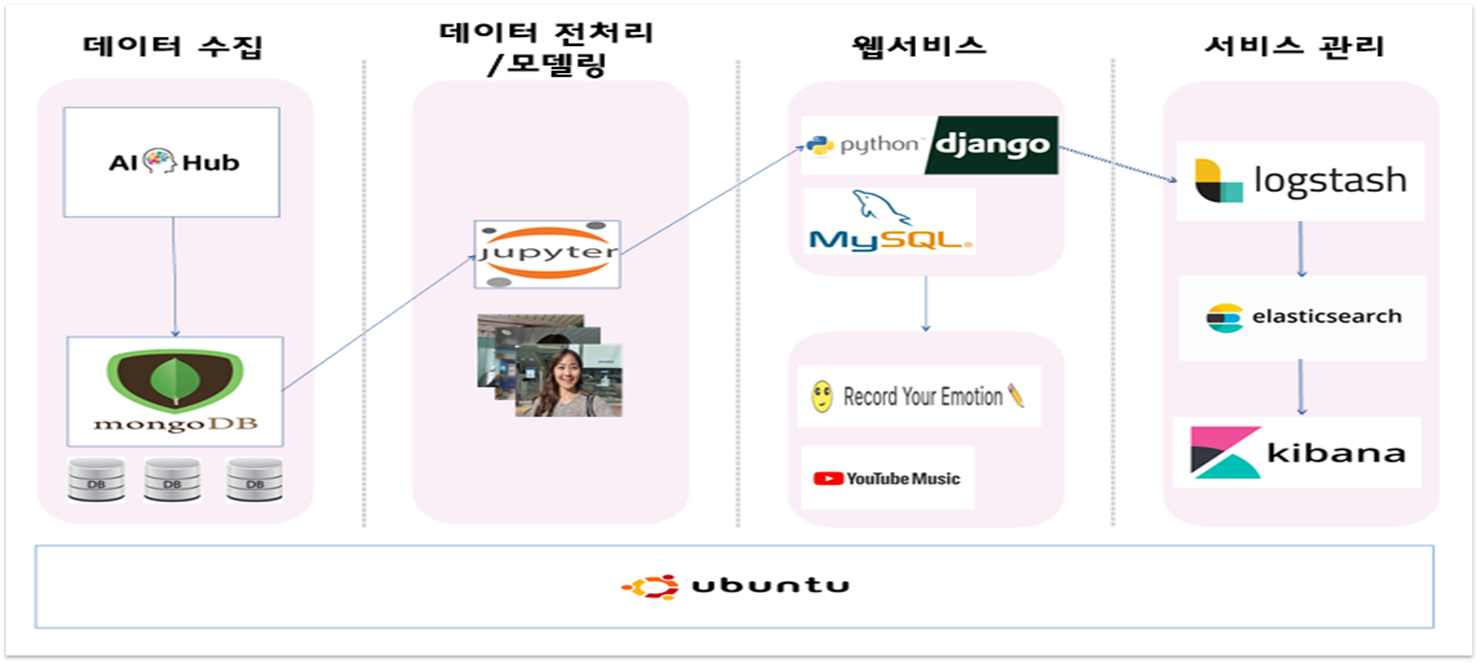 데이터 수집
데이터 전처리
/모델링
웹서비스
서비스 관리
AI Hub
mongoDB
DB DB DB
jupyter
python™ django
MySQL®
Record Your Emotion
YouTube Music
logstash
elasticsearch
kibana
ubuntu